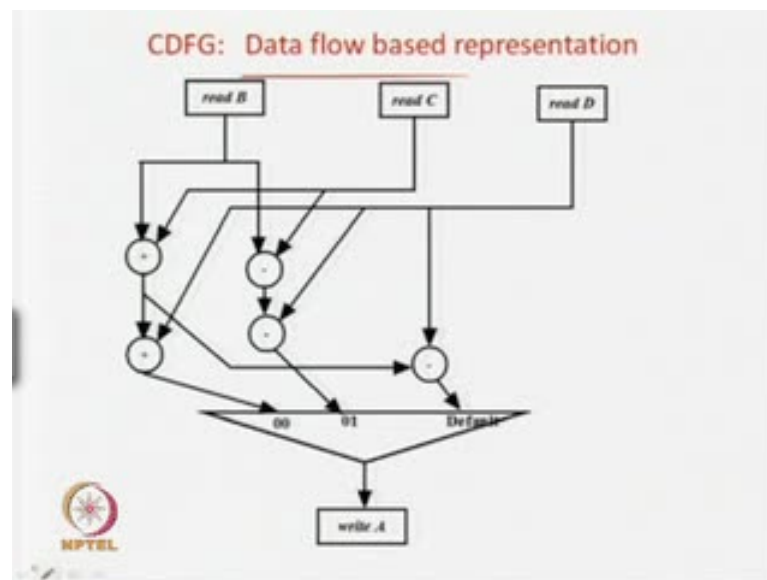 CDFG: Data flow based representation
read B
read C
read D
+
-
-
+
-
00
01
Default
write A
NPTEL